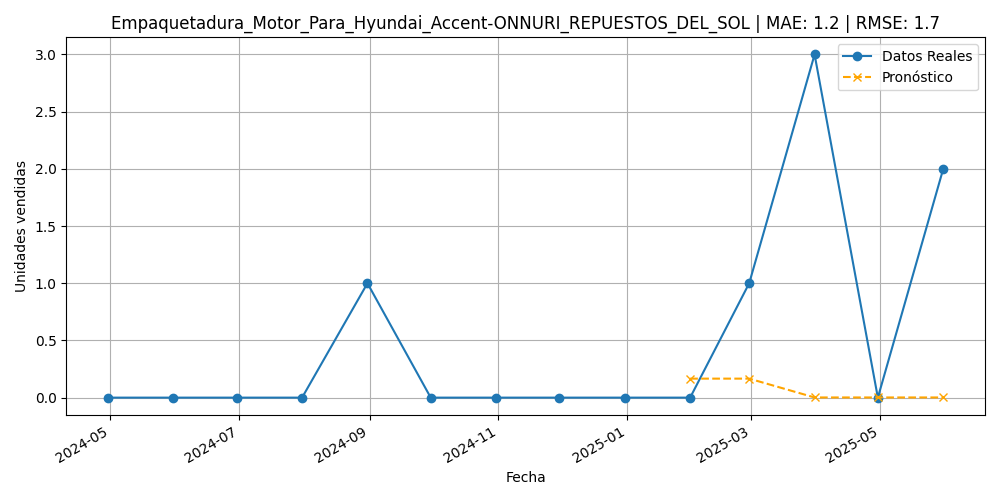 Empaquetadura_Motor_Para_Hyundai_Accent-ONNURI_REPUESTOS_DEL_SOL | MAE: 1.2 | RMSE: 1.7
Datos Reales
Pronóstico
Unidades vendidas
3.0
2.5
2.0
1.5
1.0
0.5
0.0
2024-05
2024-07
2024-09
2024-11
2025-01
2025-03
2025-05
Fecha